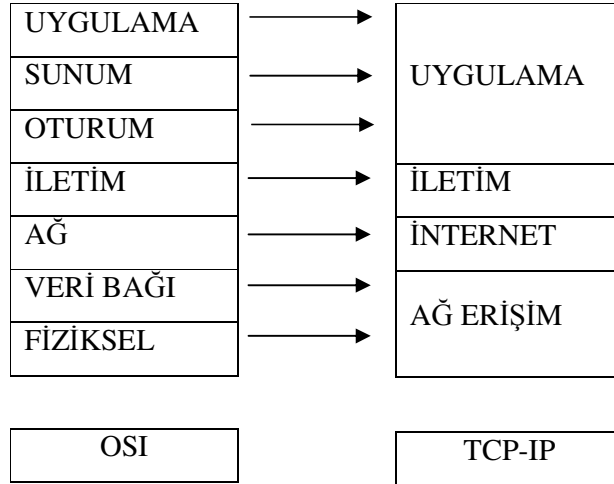 UYGULAMA
SUNUM
OTURUM
İLETİM
AĞ
VERİ BAĞI
FİZİKSEL
OSI
UYGULAMA
İLETİM
İNTERNET
AĞ ERİŞİM
TCP-IP